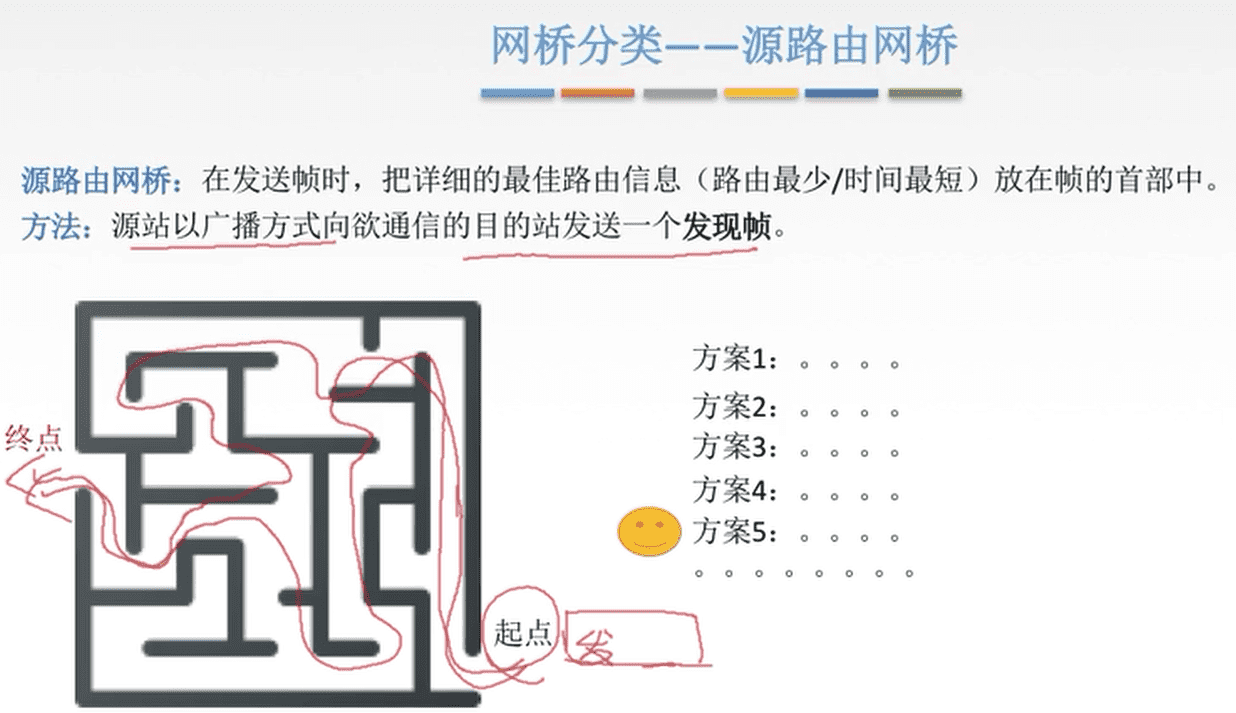 网桥分类——源路由网桥
源路由网桥：在发送帧时，把详细的最佳路由信息（路由最少/时间最短）放在帧的首部中。
方法：源站以广播方式向欲通信的目的站发送一个发现帧。
终点
方案1：。。。。
方案2：。。。。
方案3：。。。。
方案4：。。。。
方案5：。。。。
。。。。。。。。
起点
发